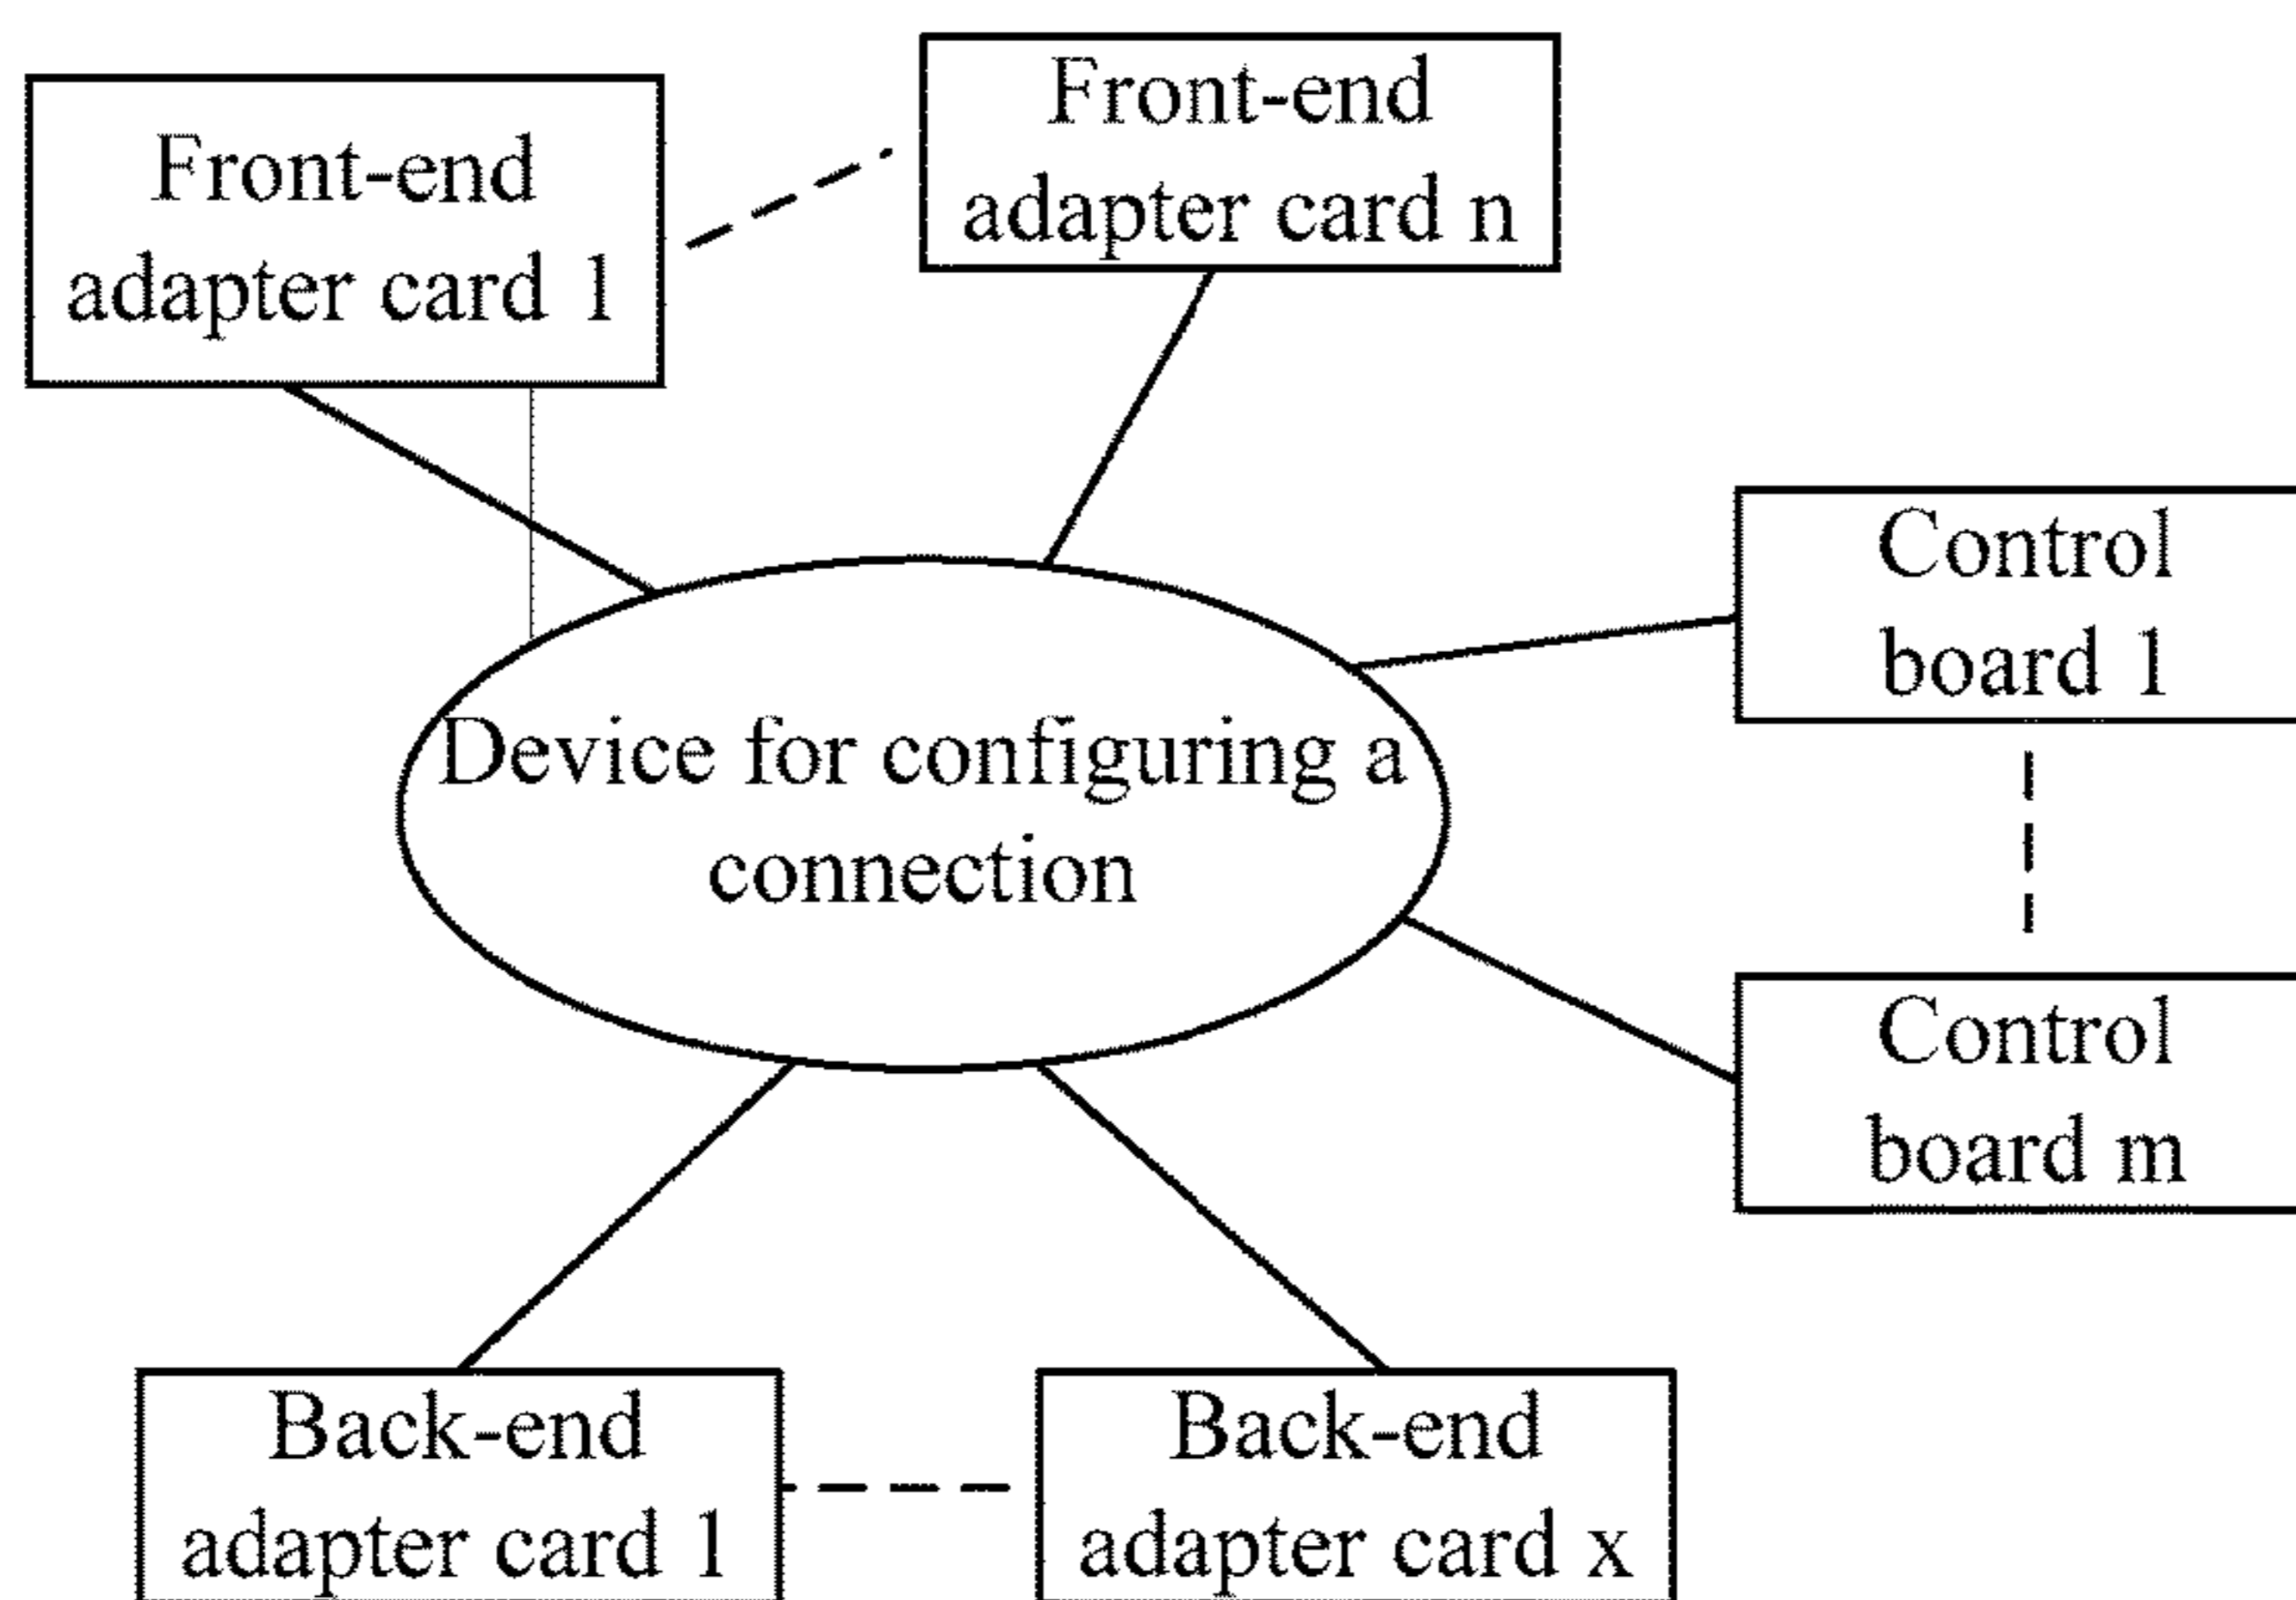 Front-end
adapter card 1
Front-end
adapter card n
Control
board 1
Device for configuring a
connection
Control
board m
Back-end
adapter card 1
Back-end
adapter card x